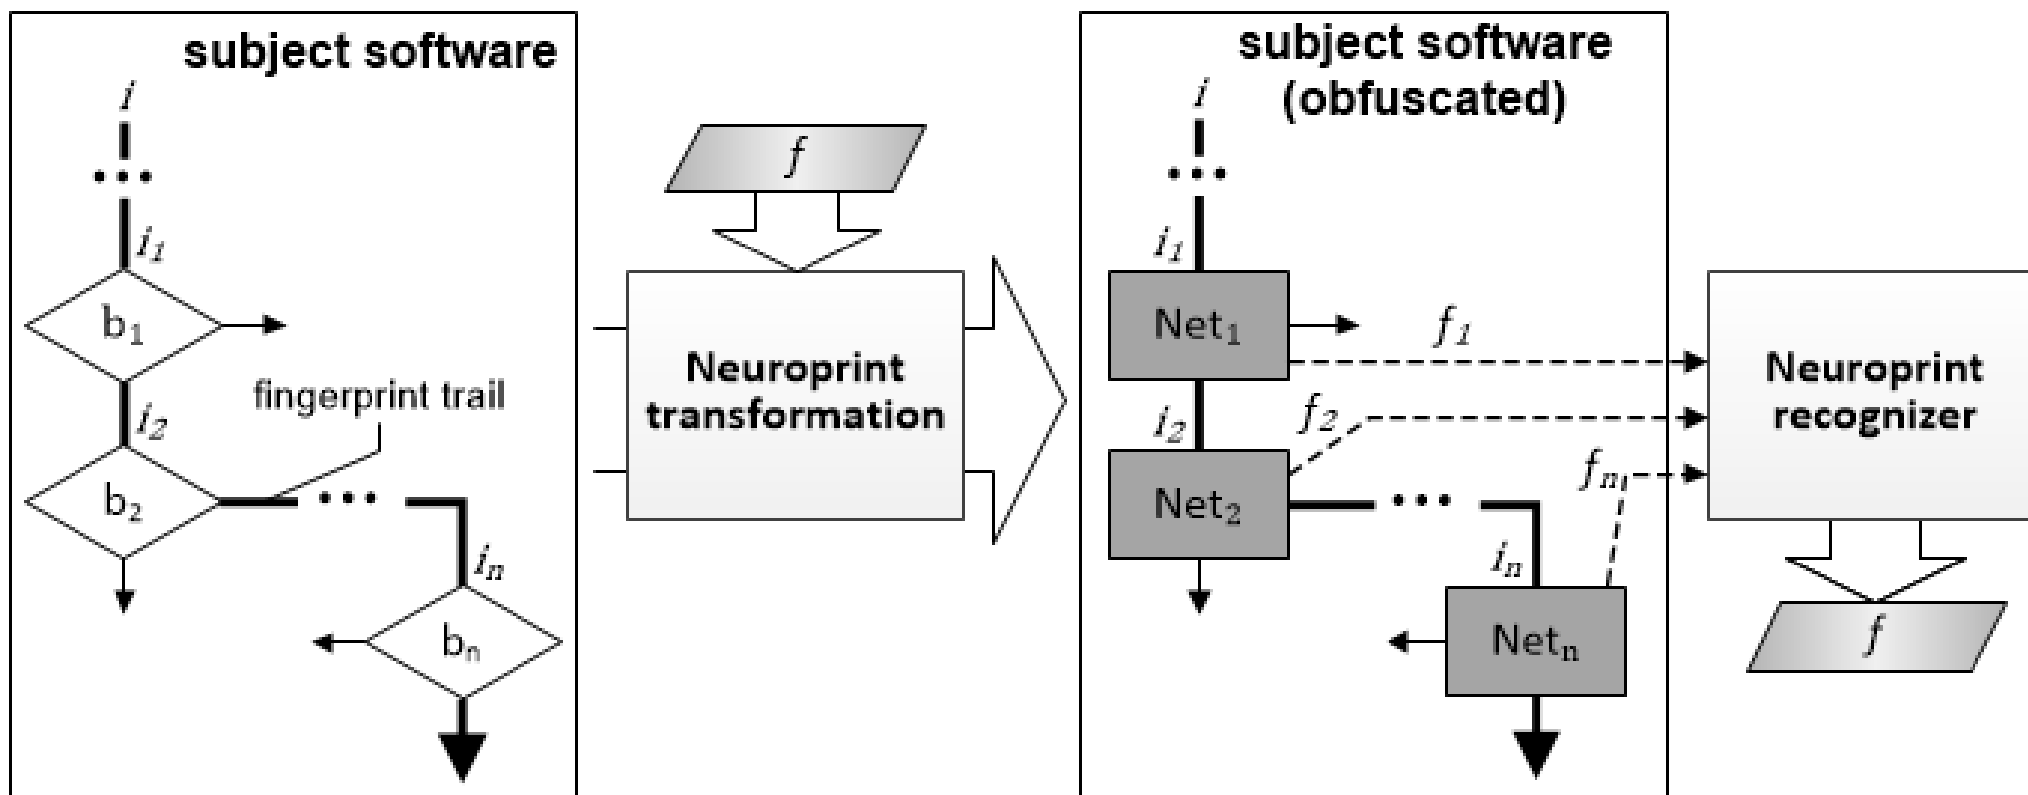 subject software
i
i1
b1
fingerprint trail
i2
b2
in
bn
f
Neuroprint
transformation
subject software
(obfuscated)
i
i1
Net1
f1
i2
f2
Net2
fn
in
Netn
Neuroprint
recognizer
f